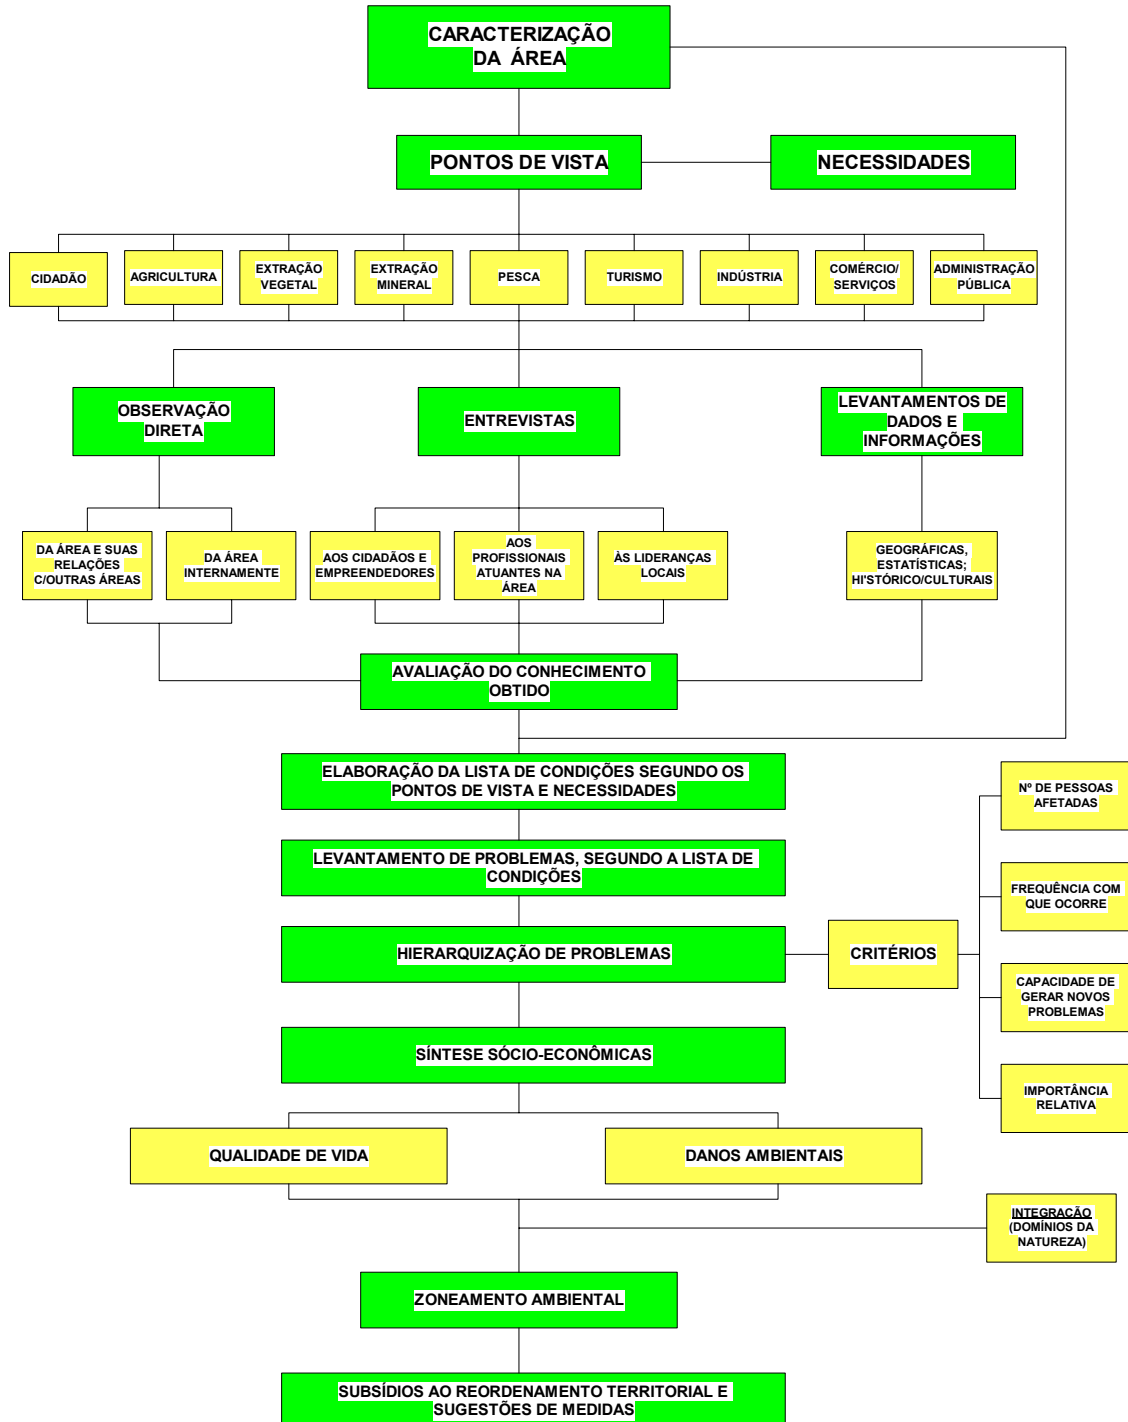 CARACTERIZAÇÃO
DA ÁREA
PONTOS DE VISTA
NECESSIDADES
CIDADÃO
AGRICULTURA
EXTRAÇÃO
VEGETAL
EXTRAÇÃO
MINERAL
PESCA
TURISMO
INDÚSTRIA
COMÉRCIO/
SERVIÇOS
ADMINISTRAÇÃO
PÚBLICA
OBSERVAÇÃO
DIRETA
ENTREVISTAS
LEVANTAMENTOS DE
DADOS E
INFORMAÇÕES
DA ÁREA E SUAS
RELAÇÕES
C/OUTRAS ÁREAS
DA ÁREA
INTERNAMENTE
AOS CIDADÃOS E
EMPREENDEDORES
AOS
PROFISSIONAIS
ATUANTES NA
ÁREA
ÀS LIDERANÇAS
LOCAIS
GEOGRÁFICAS,
ESTATÍSTICAS;
HI'STÓRICO/CULTURAIS
AVALIAÇÃO DO CONHECIMENTO
OBTIDO
ELABORAÇÃO DA LISTA DE CONDIÇÕES SEGUNDO OS
PONTOS DE VISTA E NECESSIDADES
LEVANTAMENTO DE PROBLEMAS, SEGUNDO A LISTA DE
CONDIÇÕES
HIERARQUIZAÇÃO DE PROBLEMAS
CRITÉRIOS
Nº DE PESSOAS
AFETADAS
FREQUÊNCIA COM
QUE OCORRE
CAPACIDADE DE
GERAR NOVOS
PROBLEMAS
IMPORTÂNCIA
RELATIVA
SÍNTESE SÓCIO-ECONÔMICAS
QUALIDADE DE VIDA
DANOS AMBIENTAIS
INTEGRAÇÃO
(DOMÍNIOS DA
NATUREZA)
ZONEAMENTO AMBIENTAL
SUBSÍDIOS AO REORDENAMENTO TERRITORIAL E
SUGESTÕES DE MEDIDAS